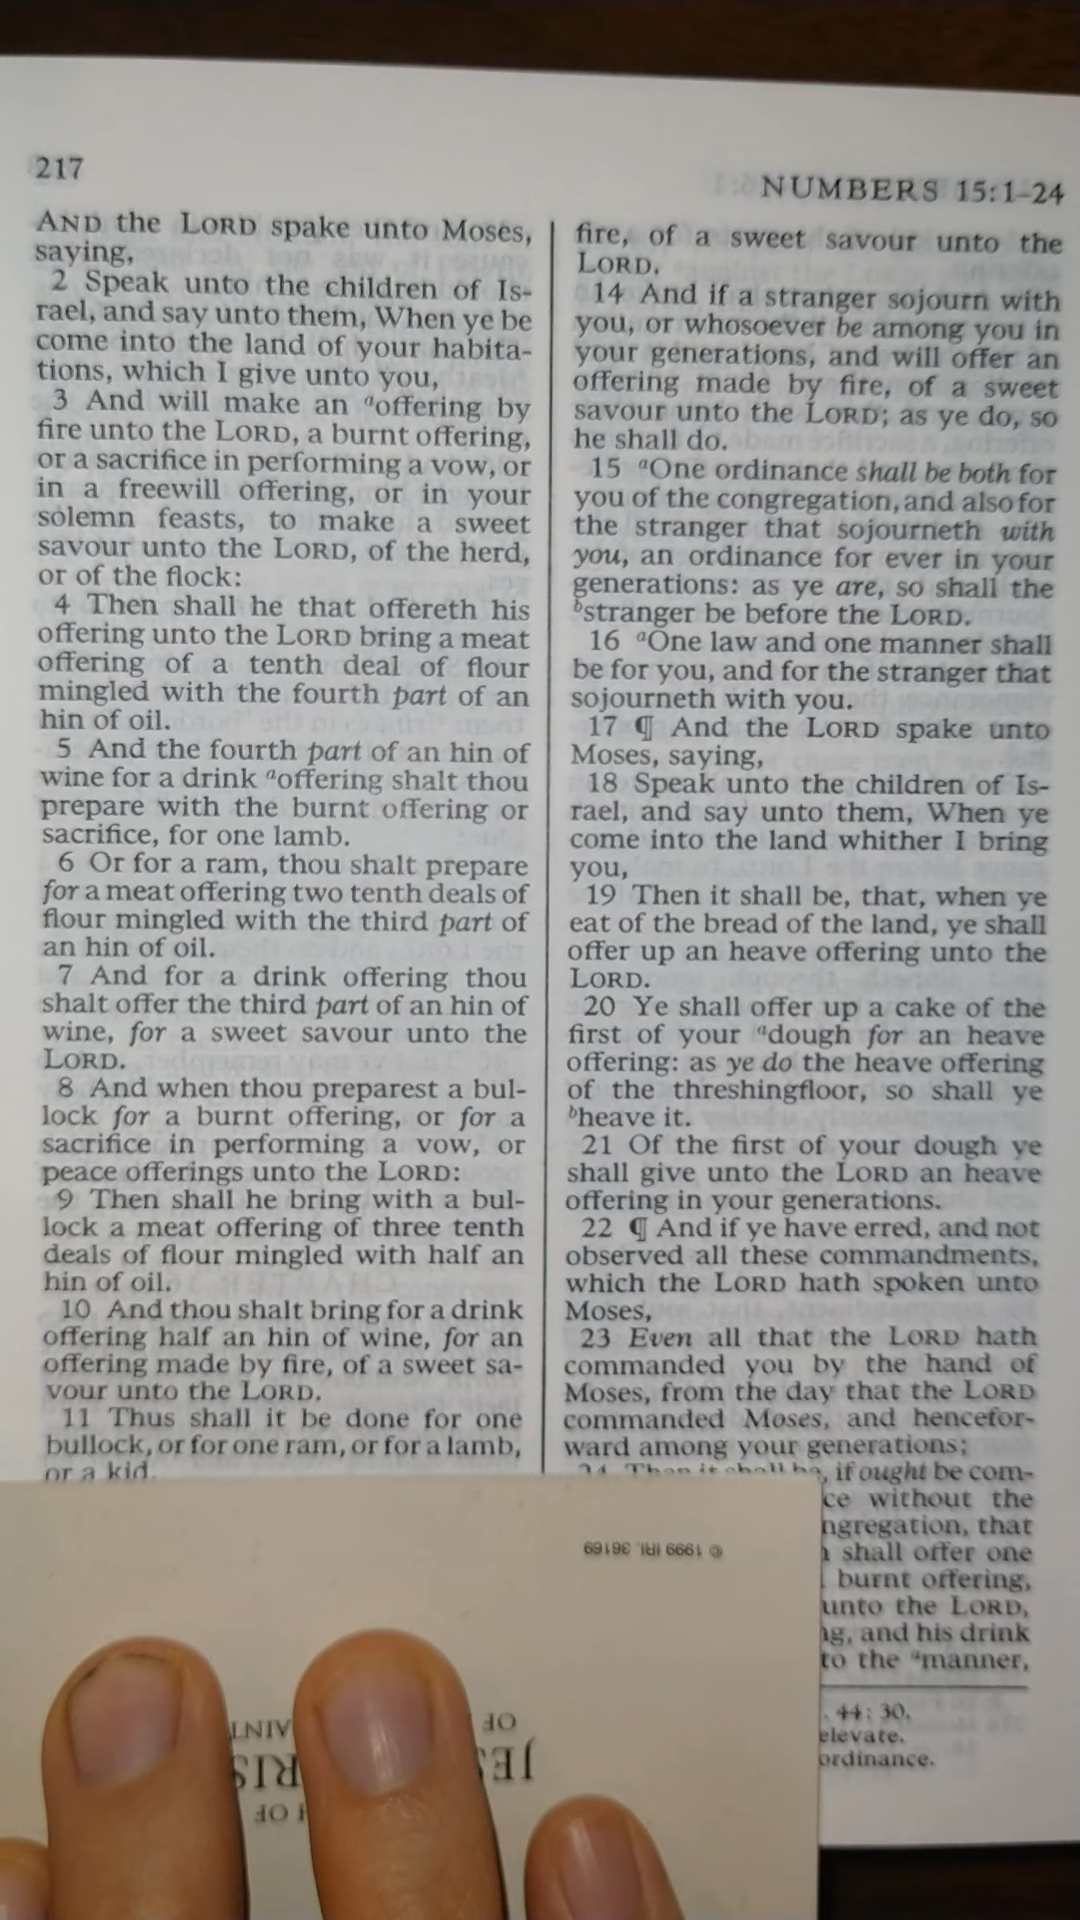 217
NUMBERS 15:1–24
AND the LORD spake unto Moses,
saying,
2 Speak unto the children of Is-
rael, and say unto them, When ye be
come into the land of your habita-
tions, which I give unto you,
3 And will make an ᵃoffering by
fire unto the LORD, a burnt offering,
or a sacrifice in performing a vow, or
in a freewill offering, or in your
solemn feasts, to make a sweet
savour unto the LORD, of the herd,
or of the flock:
4 Then shall he that offereth his
offering unto the LORD bring a meat
offering of a tenth deal of flour
mingled with the fourth part of an
hin of oil.
5 And the fourth part of an hin of
wine for a drink ᵃoffering shalt thou
prepare with the burnt offering or
sacrifice, for one lamb.
6 Or for a ram, thou shalt prepare
for a meat offering two tenth deals of
flour mingled with the third part of
an hin of oil.
7 And for a drink offering thou
shalt offer the third part of an hin of
wine, for a sweet savour unto the
LORD.
8 And when thou preparest a bul-
lock for a burnt offering, or for a
sacrifice in performing a vow, or
peace offerings unto the LORD:
9 Then shall he bring with a bul-
lock a meat offering of three tenth
deals of flour mingled with half an
hin of oil.
10 And thou shalt bring for a drink
offering half an hin of wine, for an
offering made by fire, of a sweet sa-
vour unto the LORD.
11 Thus shall it be done for one
bullock, or for one ram, or for a lamb,
or a kid.
fire, of a sweet savour unto the
LORD.
14 And if a stranger sojourn with
you, or whosoever be among you in
your generations, and will offer an
offering made by fire, of a sweet
savour unto the LORD; as ye do, so
he shall do.
15 ᵃOne ordinance shall be both for
you of the congregation, and also for
the stranger that sojourneth with
you, an ordinance for ever in your
generations: as ye are, so shall the
ᵇstranger be before the LORD.
16 ᵃOne law and one manner shall
be for you, and for the stranger that
sojourneth with you.
17 ¶ And the LORD spake unto
Moses, saying,
18 Speak unto the children of Is-
rael, and say unto them, When ye
come into the land whither I bring
you,
19 Then it shall be, that, when ye
eat of the bread of the land, ye shall
offer up an heave offering unto the
LORD.
20 Ye shall offer up a cake of the
first of your ᵃdough for an heave
offering: as ye do the heave offering
of the threshingfloor, so shall ye
ᵇheave it.
21 Of the first of your dough ye
shall give unto the LORD an heave
offering in your generations.
22 ¶ And if ye have erred, and not
observed all these commandments,
which the LORD hath spoken unto
Moses,
23 Even all that the LORD hath
commanded you by the hand of
Moses, from the day that the LORD
commanded Moses, and hencefor-
ward among your generations;
24 Then it shall be, if ought be com-
ce without the
ngregation, that
shall offer one
burnt offering,
unto the LORD,
ng, and his drink
to the ᵃmanner,
44: 30.
elevate.
ordinance.
© 1999 IRI. 36169
OF
AINT
JES
RIS
OF